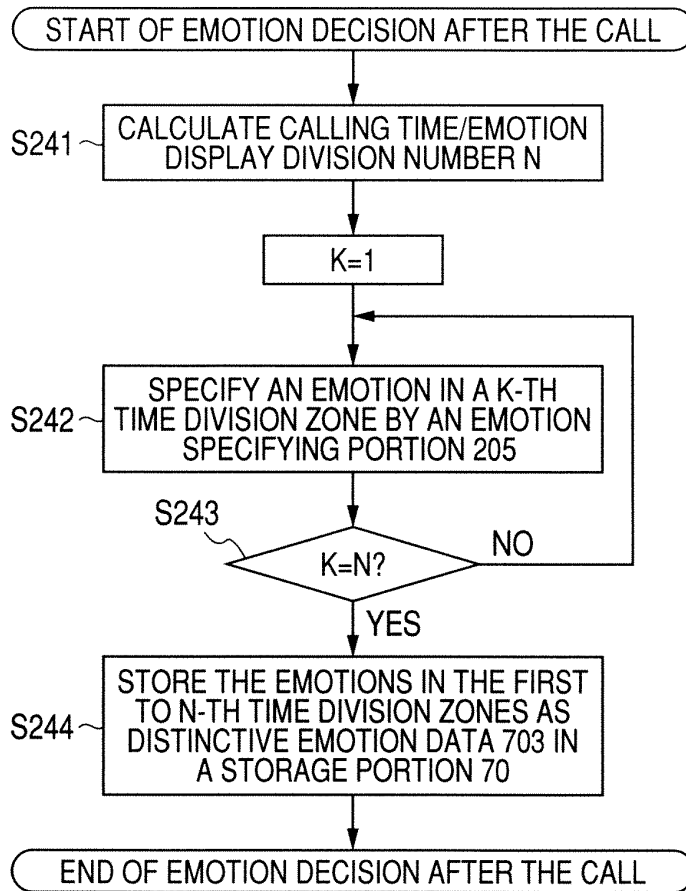 START OF EMOTION DECISION AFTER THE CALL
S241
CALCULATE CALLING TIME/EMOTION
DISPLAY DIVISION NUMBER N
K=1
S242
SPECIFY AN EMOTION IN A K-TH
TIME DIVISION ZONE BY AN EMOTION
SPECIFYING PORTION 205
S243
K=N?
NO
YES
S244
STORE THE EMOTIONS IN THE FIRST
TO N-TH TIME DIVISION ZONES AS
DISTINCTIVE EMOTION DATA 703 IN
A STORAGE PORTION 70
END OF EMOTION DECISION AFTER THE CALL